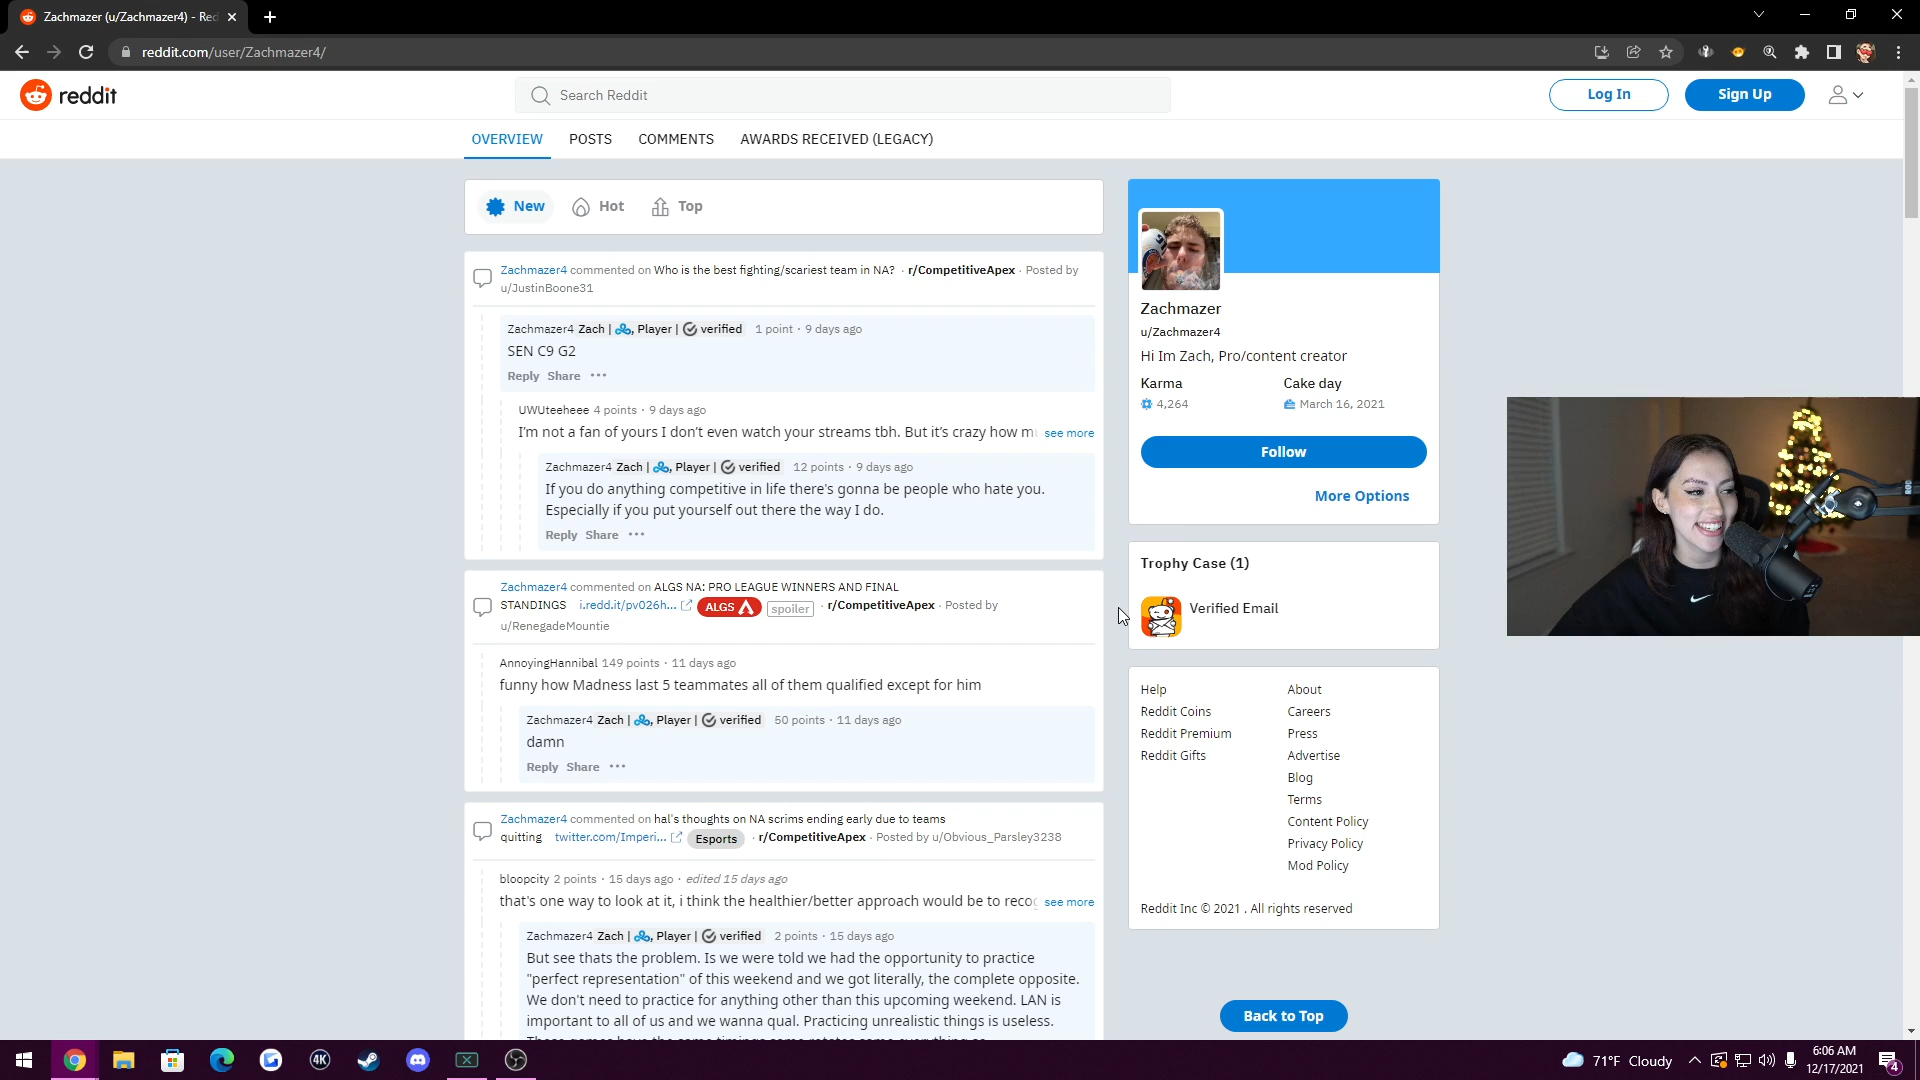 Zachmazer (u/Zachmazer4) - Red
reddit.com/user/Zachmazer4/
reddit
Search Reddit
Log In
Sign Up
OVERVIEW POSTS COMMENTS AWARDS RECEIVED (LEGACY)
New Hot Top
Zachmazer4 commented on Who is the best fighting/scariest team in NA? · r/CompetitiveApex · Posted by
u/JustinBoone31
Zachmazer4 Zach | , Player | verified 1 point · 9 days ago
SEN C9 G2
Reply Share ···
UWUteeheee 4 points · 9 days ago
I'm not a fan of yours I don't even watch your streams tbh. But it's crazy how see more
Zachmazer4 Zach | , Player | verified 12 points · 9 days ago
If you do anything competitive in life there's gonna be people who hate you.
Especially if you put yourself out there the way I do.
Reply Share ···
Zachmazer4 commented on ALGS NA: PRO LEAGUE WINNERS AND FINAL
STANDINGS i.redd.it/pv026h... ALGS spoiler · r/CompetitiveApex · Posted by
u/RenegadeMountie
AnnoyingHannibal 149 points · 11 days ago
funny how Madness last 5 teammates all of them qualified except for him
Zachmazer4 Zach | , Player | verified 50 points · 11 days ago
damn
Reply Share ···
Zachmazer4 commented on hal's thoughts on NA scrims ending early due to teams
quitting twitter.com/Imperi... Esports · r/CompetitiveApex · Posted by u/Obvious_Parsley3238
bloopcity 2 points · 15 days ago · edited 15 days ago
that's one way to look at it, i think the healthier/better approach would be to reco see more
Zachmazer4 Zach | , Player | verified 2 points · 15 days ago
But see thats the problem. Is we were told we had the opportunity to practice
"perfect representation" of this weekend and we got literally, the complete opposite.
We don't need to practice for anything other than this upcoming weekend. LAN is
important to all of us and we wanna qual. Practicing unrealistic things is useless.
Zachmazer
u/Zachmazer4
Hi Im Zach, Pro/content creator
Karma Cake day
4,264 March 16, 2021
Follow
More Options
Trophy Case (1)
Verified Email
Help About
Reddit Coins Careers
Reddit Premium Press
Reddit Gifts Advertise
Blog
Terms
Content Policy
Privacy Policy
Mod Policy
Reddit Inc © 2021 . All rights reserved
Back to Top
4K
71°F Cloudy
6:06 AM
12/17/2021
4